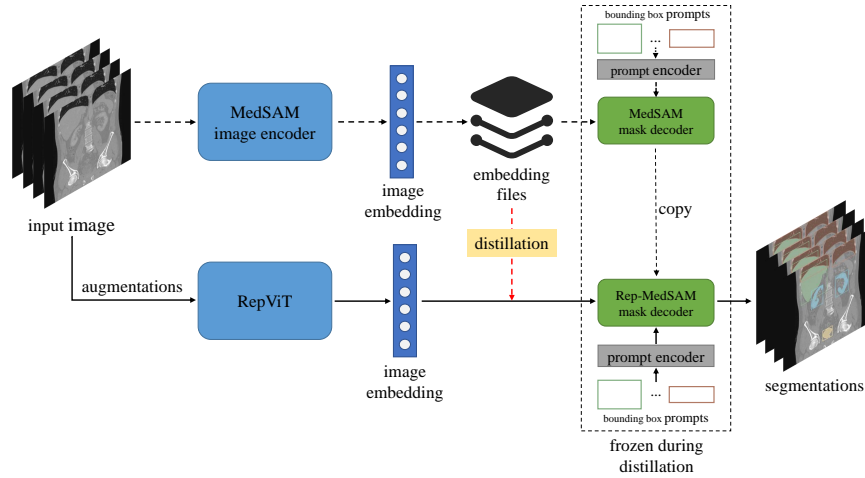 bounding box prompts
...
prompt encoder
MedSAM
image encoder
MedSAM
mask decoder
image
embedding
embedding
files
input image
copy
distillation
augmentations
RepViT
Rep-MedSAM
mask decoder
prompt encoder
image
embedding
...
bounding box prompts
segmentations
frozen during
distillation